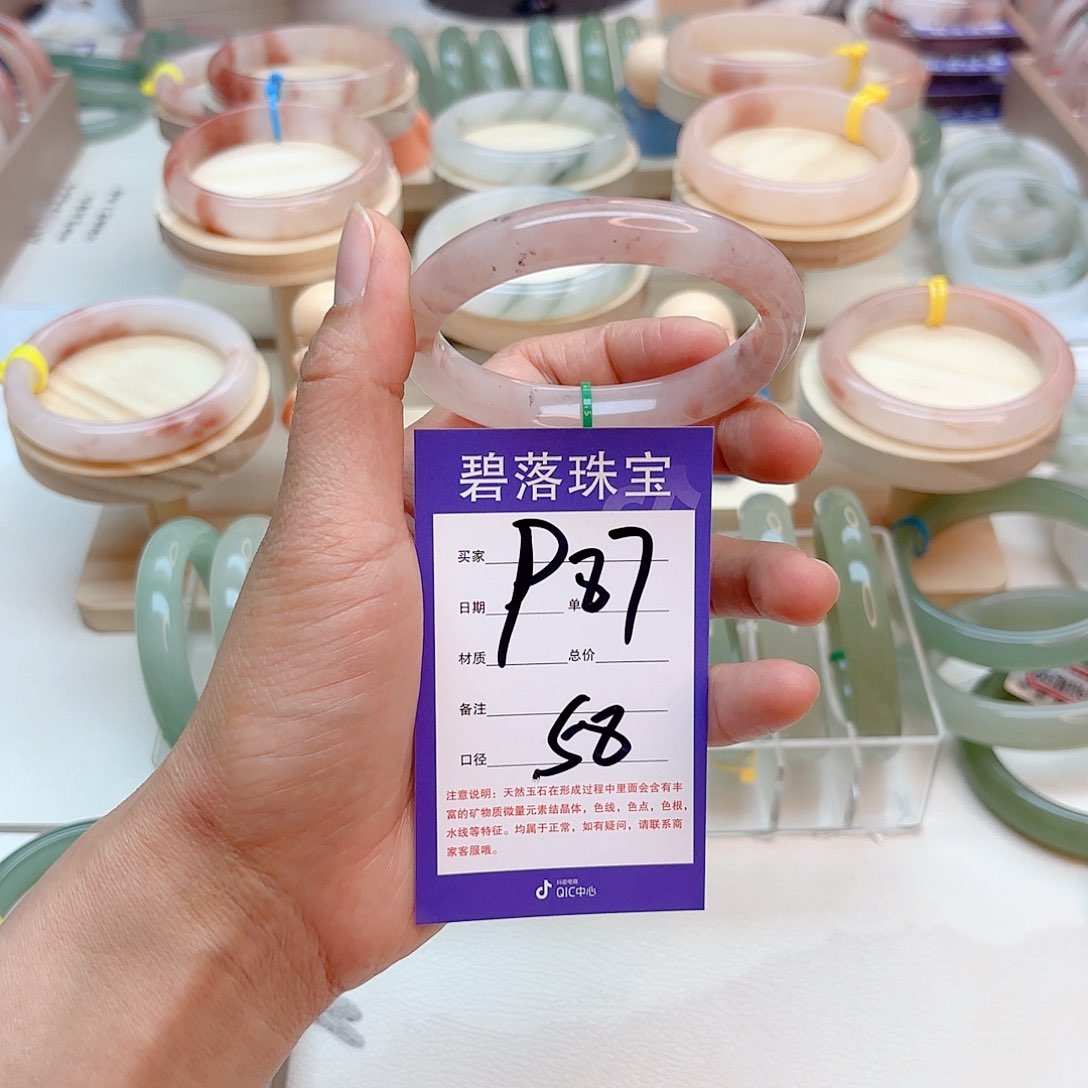 碧落珠宝
买家
P87
日期 单
材质 总价
备注
口径 58
注意说明：天然玉石在形成过程中里面会含有丰
富的矿物质微量元素结晶体，色线，色点，色根，
水线等特征。均属于正常，如有疑问，请联系商
家客服哦。
抖音电商
QIC中心